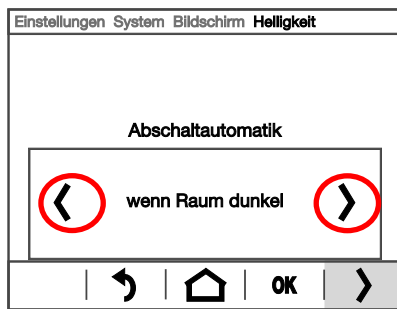 Einstellungen System Bildschirm Helligkeit
Abschaltautomatik
wenn Raum dunkel
OK